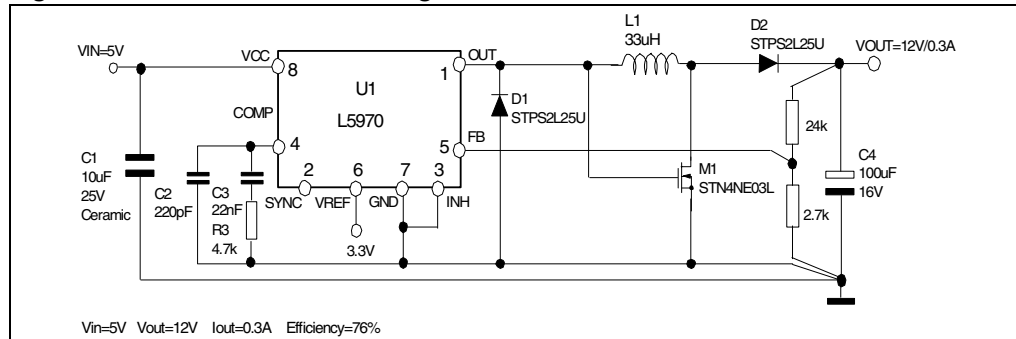 VIN=5V
VCC
8
U1
L5970
OUT
1
L1
33uH
D2
STPS2L25U
VOUT=12V/0.3A
COMP
4
D1
STPS2L25U
FB
5
24k
C1
10uF
25V
Ceramic
C2
220pF
C3
22nF
R3
4.7k
2
SYNC
6
VREF
7
GND
3
INH
3.3V
M1
STN4NE03L
C4
100uF
16V
2.7k
Vin=5V Vout=12V Iout=0.3A Efficiency=76%